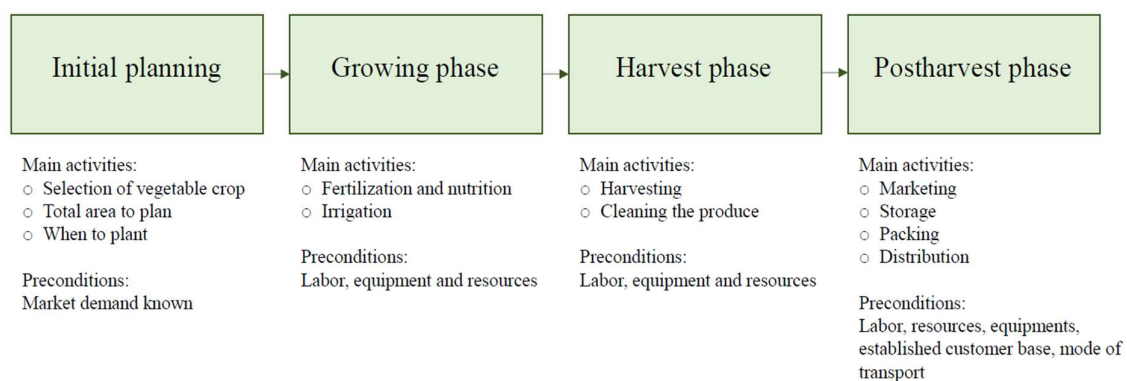 Initial planning
Growing phase
Harvest phase
Postharvest phase
Main activities:
○ Selection of vegetable crop
○ Total area to plan
○ When to plant
Preconditions:
Market demand known
Main activities:
○ Fertilization and nutrition
○ Irrigation
Preconditions:
Labor, equipment and resources
Main activities:
○ Harvesting
○ Cleaning the produce
Preconditions:
Labor, equipment and resources
Main activities:
○ Marketing
○ Storage
○ Packing
○ Distribution
Preconditions:
Labor, resources, equipments,
established customer base, mode of
transport